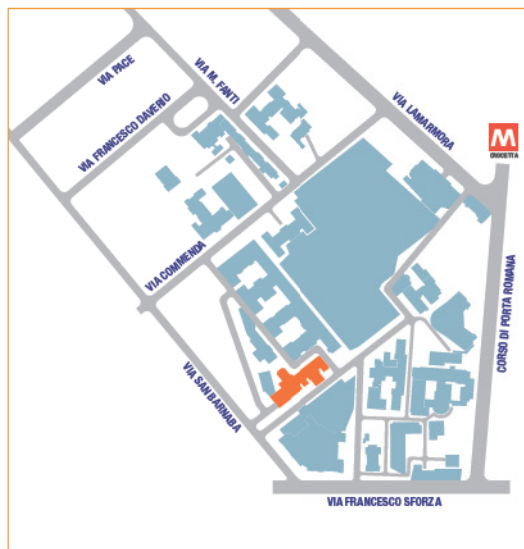 VIA PACE
VIA M. FANTI
VIA FRANCESCO DAVERIO
VIA LAMARMORA
M
CROCETTA
VIA COMMENDA
CORSO DI PORTA ROMANA
VIA SAN BARNABA
VIA FRANCESCO SFORZA